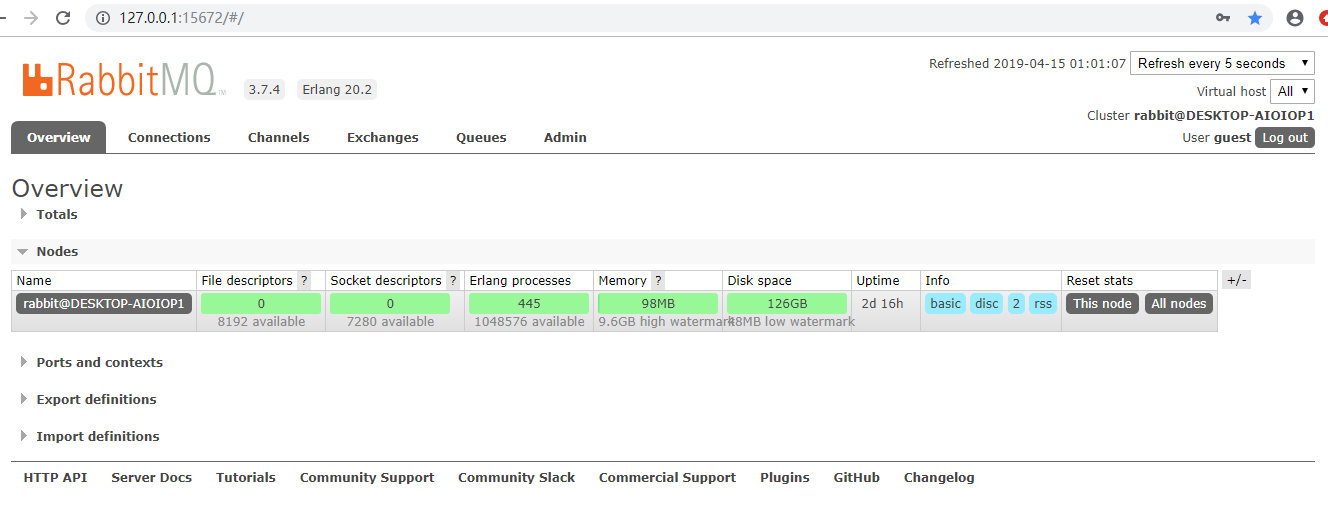 127.0.0.1:15672/#/
RabbitMQ TM 3.7.4 Erlang 20.2
Refreshed 2019-04-15 01:01:07 Refresh every 5 seconds
Virtual host All
Cluster rabbit@DESKTOP-AIOIOP1
User guest Log out
Overview Connections Channels Exchanges Queues Admin
Overview
Totals
Nodes
Name File descriptors ? Socket descriptors ? Erlang processes Memory ? Disk space Uptime Info Reset stats +/-
rabbit@DESKTOP-AIOIOP1 0 0 445 98MB 126GB 2d 16h basic disc 2 rss This node All nodes
8192 available 7280 available 1048576 available 9.6GB high watermark 48MB low watermark
Ports and contexts
Export definitions
Import definitions
HTTP API Server Docs Tutorials Community Support Community Slack Commercial Support Plugins GitHub Changelog